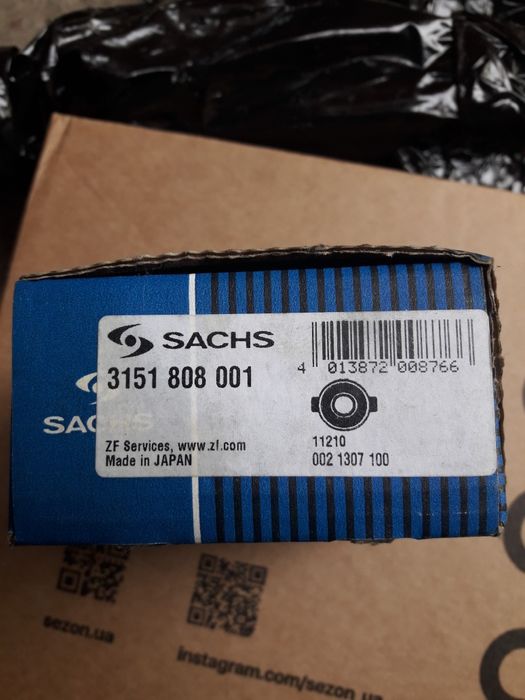 SACHS
3151 808 001
4 013872 008766
SACHS
ZF Services, www.zf.com
Made in JAPAN
11210
002 1307 100
sezon.ua
instagram.com/sezon_ua